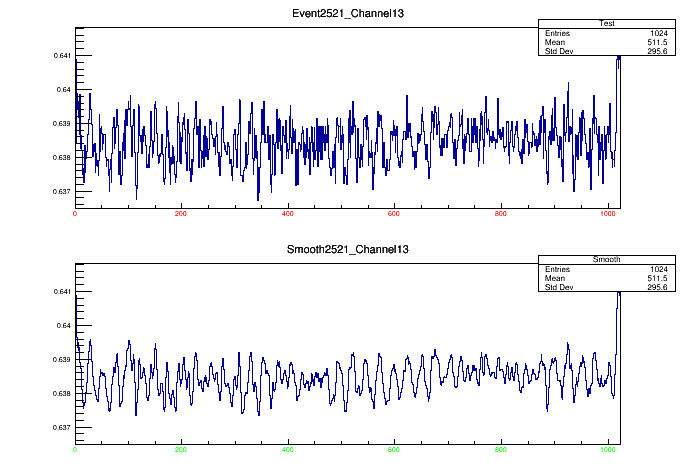 Event2521_Channel13
Test
Entries 1024
Mean 511.5
Std Dev 295.6
0.641
0.64
0.639
0.638
0.637
0 200 400 600 800 1000
Smooth2521_Channel13
Smooth
Entries 1024
Mean 511.5
Std Dev 295.6
0.641
0.64
0.639
0.638
0.637
0 200 400 600 800 1000